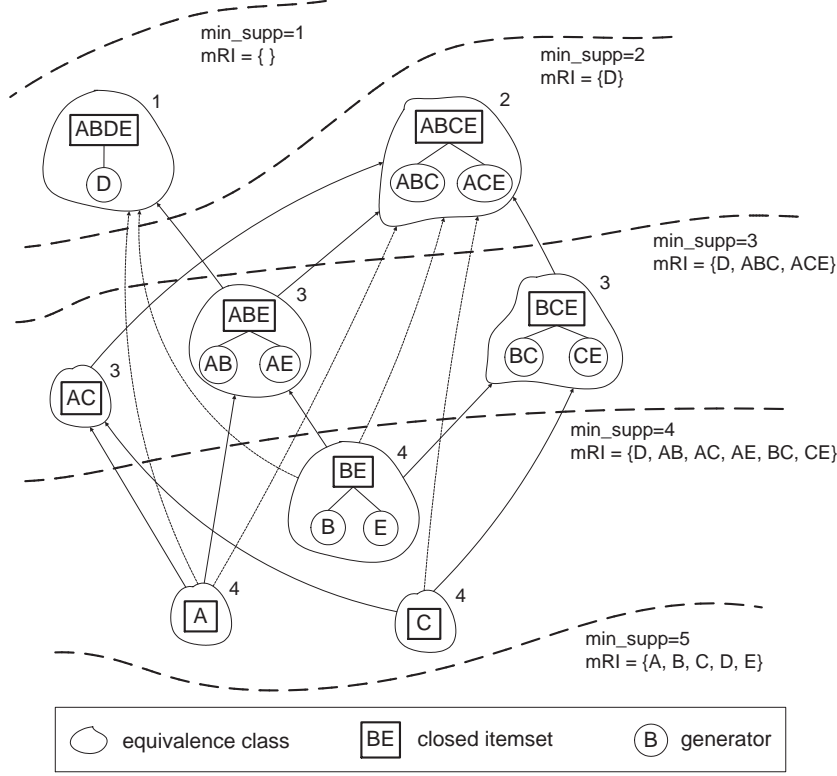 min_supp=1
mRI = { }
min_supp=2
mRI = {D}
1
ABDE
D
2
ABCE
ABC
ACE
min_supp=3
mRI = {D, ABC, ACE}
3
ABE
AB
AE
3
BCE
BC
CE
3
AC
min_supp=4
mRI = {D, AB, AC, AE, BC, CE}
4
BE
B
E
4
A
4
C
min_supp=5
mRI = {A, B, C, D, E}
equivalence class
BE
closed itemset
B
generator